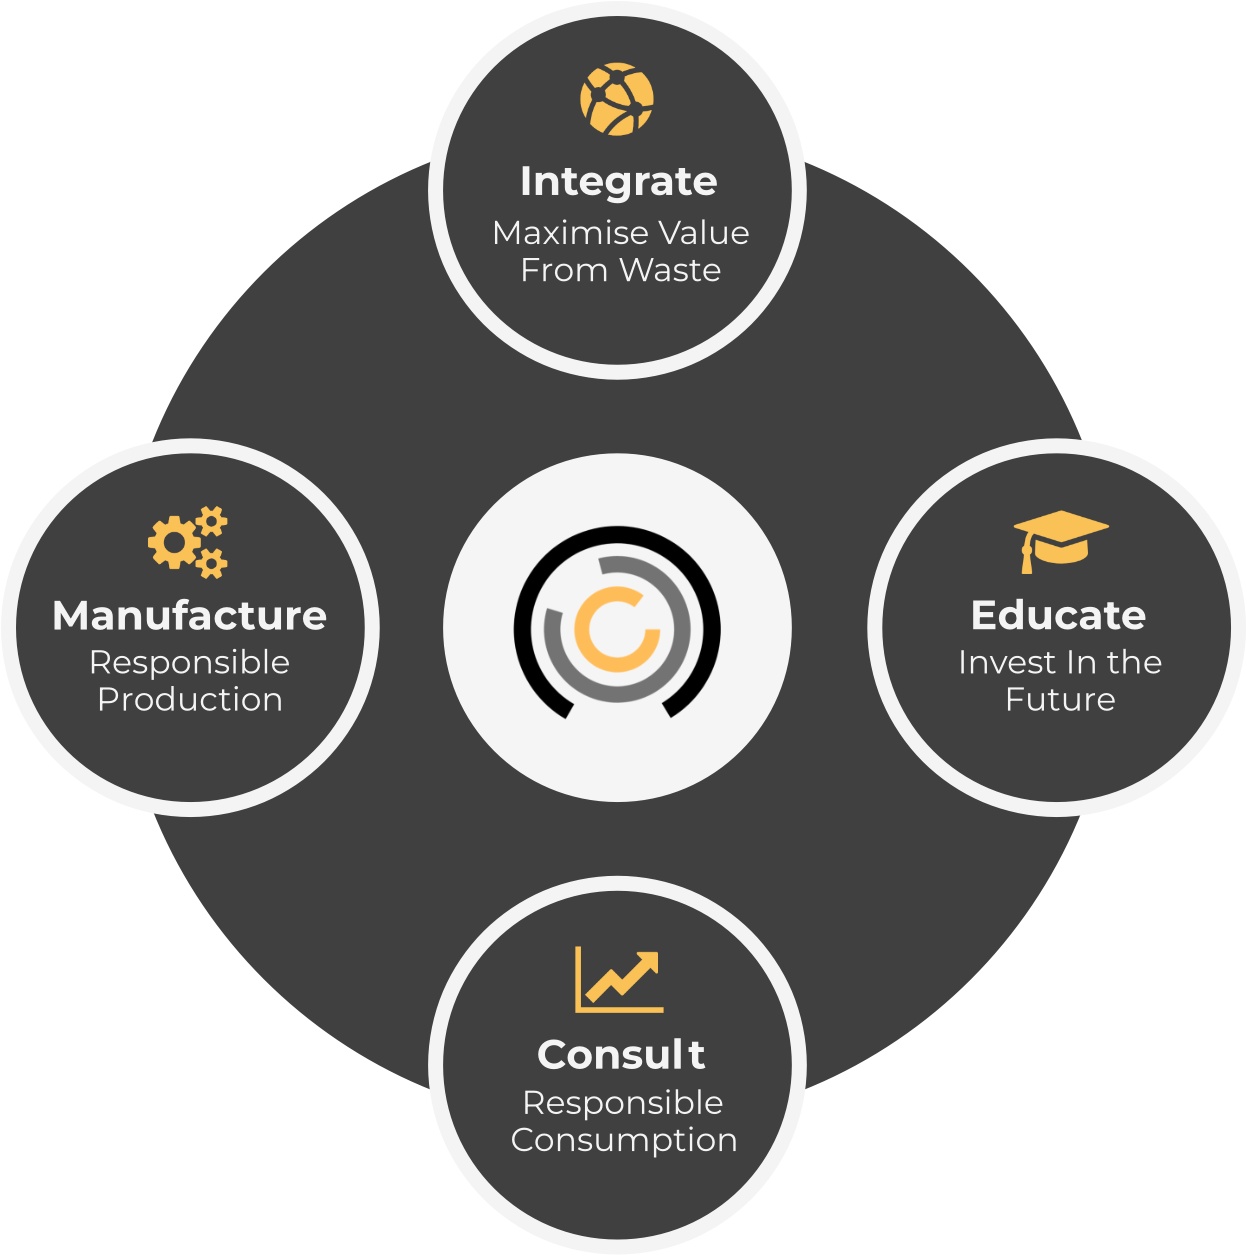 Integrate
Maximise Value
From Waste
Manufacture
Responsible
Production
Educate
Invest In the
Future
Consult
Responsible
Consumption